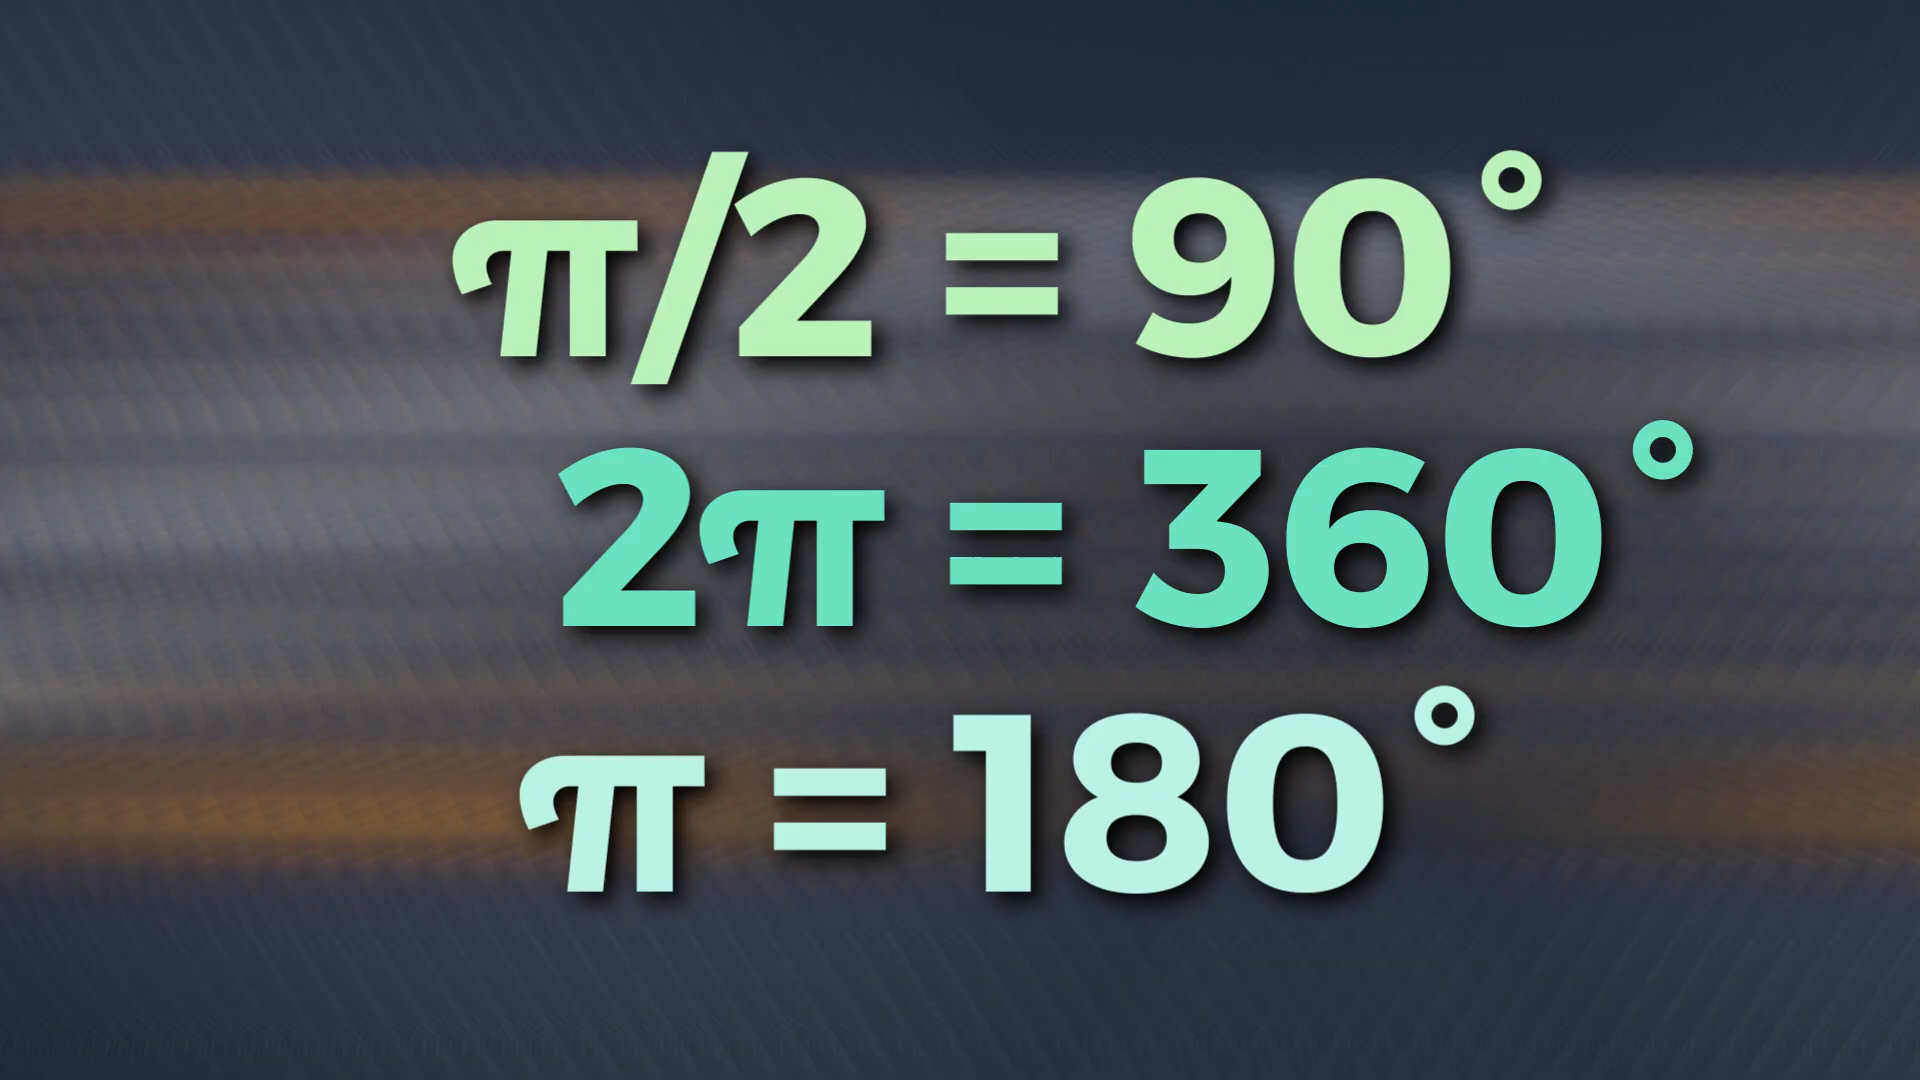 π/2 = 90°
2π = 360°
π = 180°